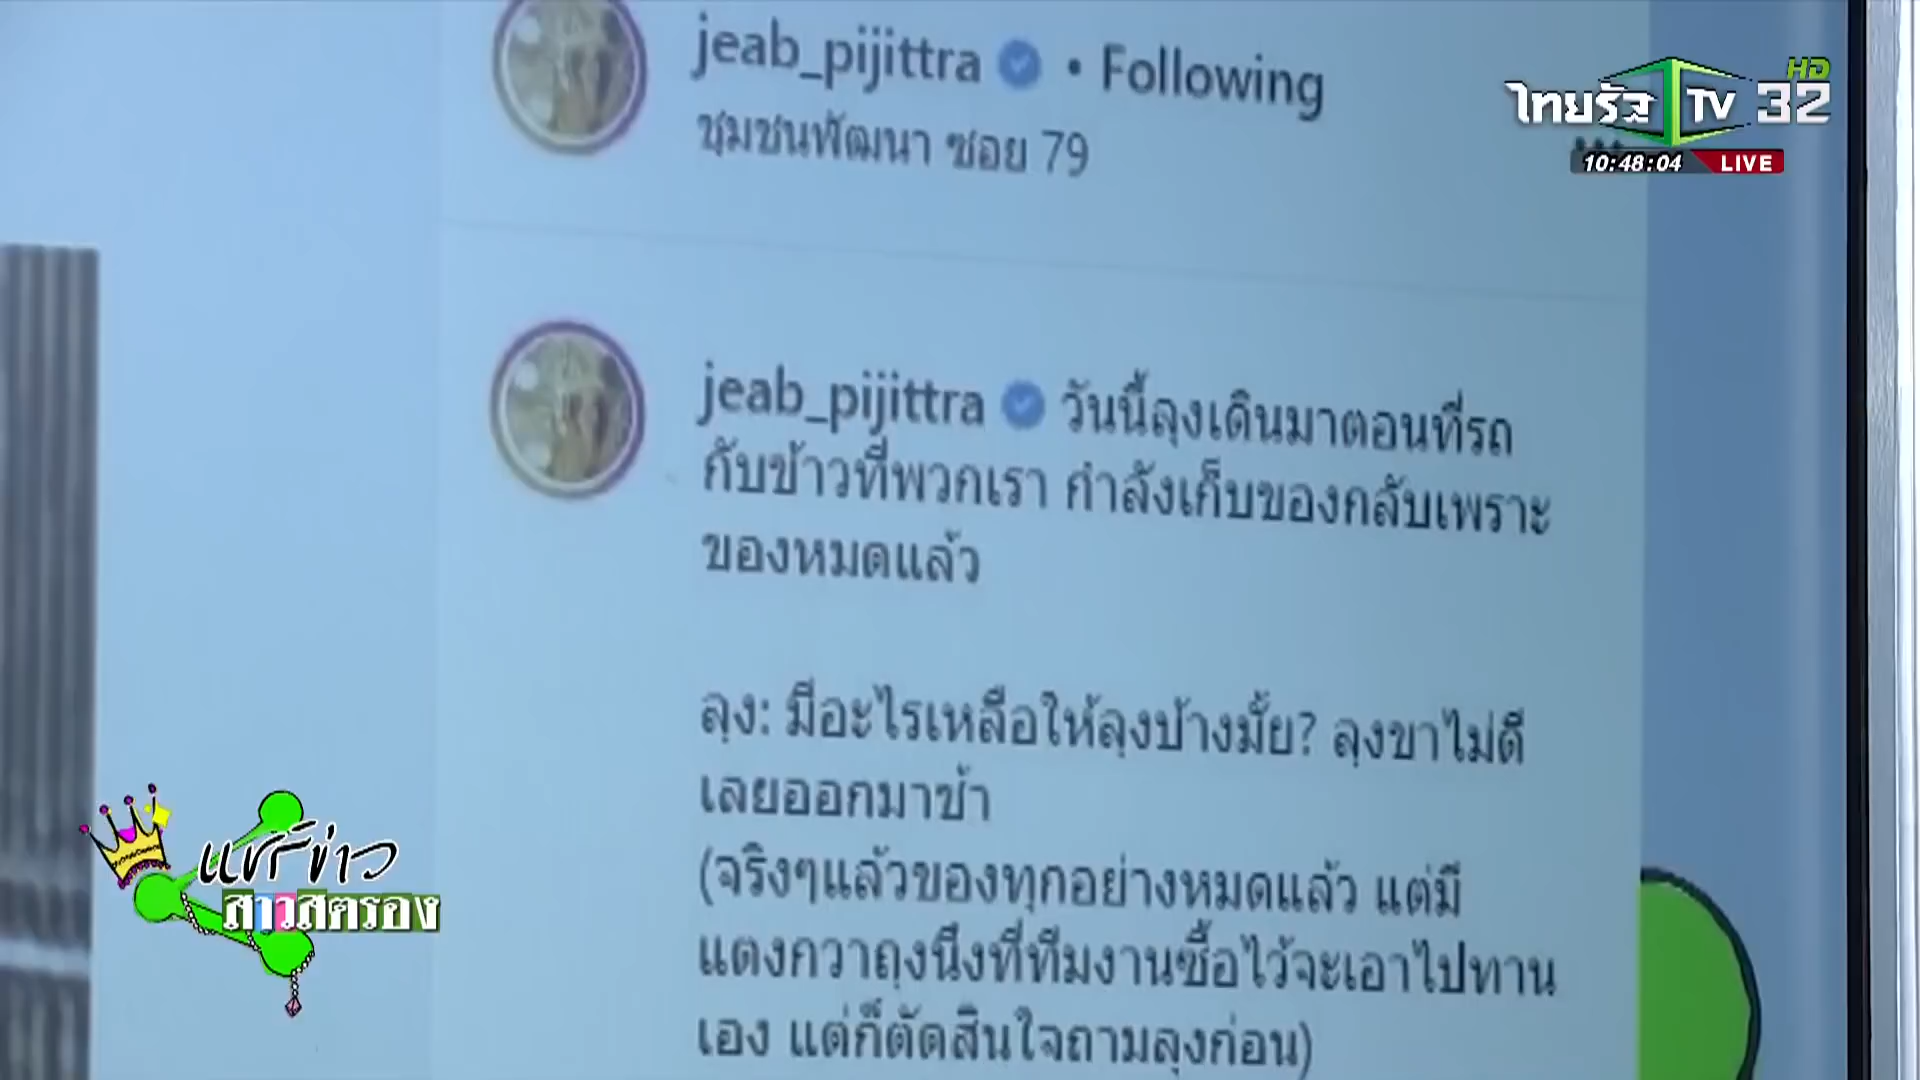 jeab_pijittra • Following
ชุมชนพัฒนา ซอย 79
ไทยรัฐ TV 32 HD
10:48:04 LIVE
jeab_pijittra วันนี้ลุงเดินมาตอนที่รถ
กับข้าวที่พวกเรา กำลังเก็บของกลับเพราะ
ของหมดแล้ว
ลุง: มีอะไรเหลือให้ลุงบ้างมั้ย? ลุงขาไม่ดี
เลยออกมาช้า
(จริงๆแล้วของทุกอย่างหมดแล้ว แต่มี
แตงกวาถุงนึงที่ทีมงานซื้อไว้จะเอาไปทาน
เอง แต่ก็ตัดสินใจถามลุงก่อน)
แชร์ข่าว
สาวสตรอง